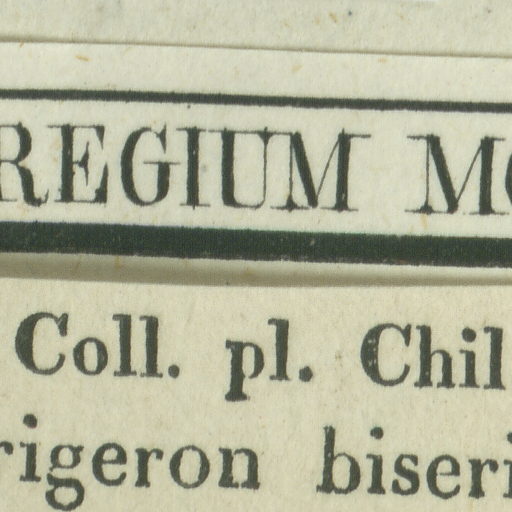 REGIUM M
Coll. pl. Chil
rigeron biseri